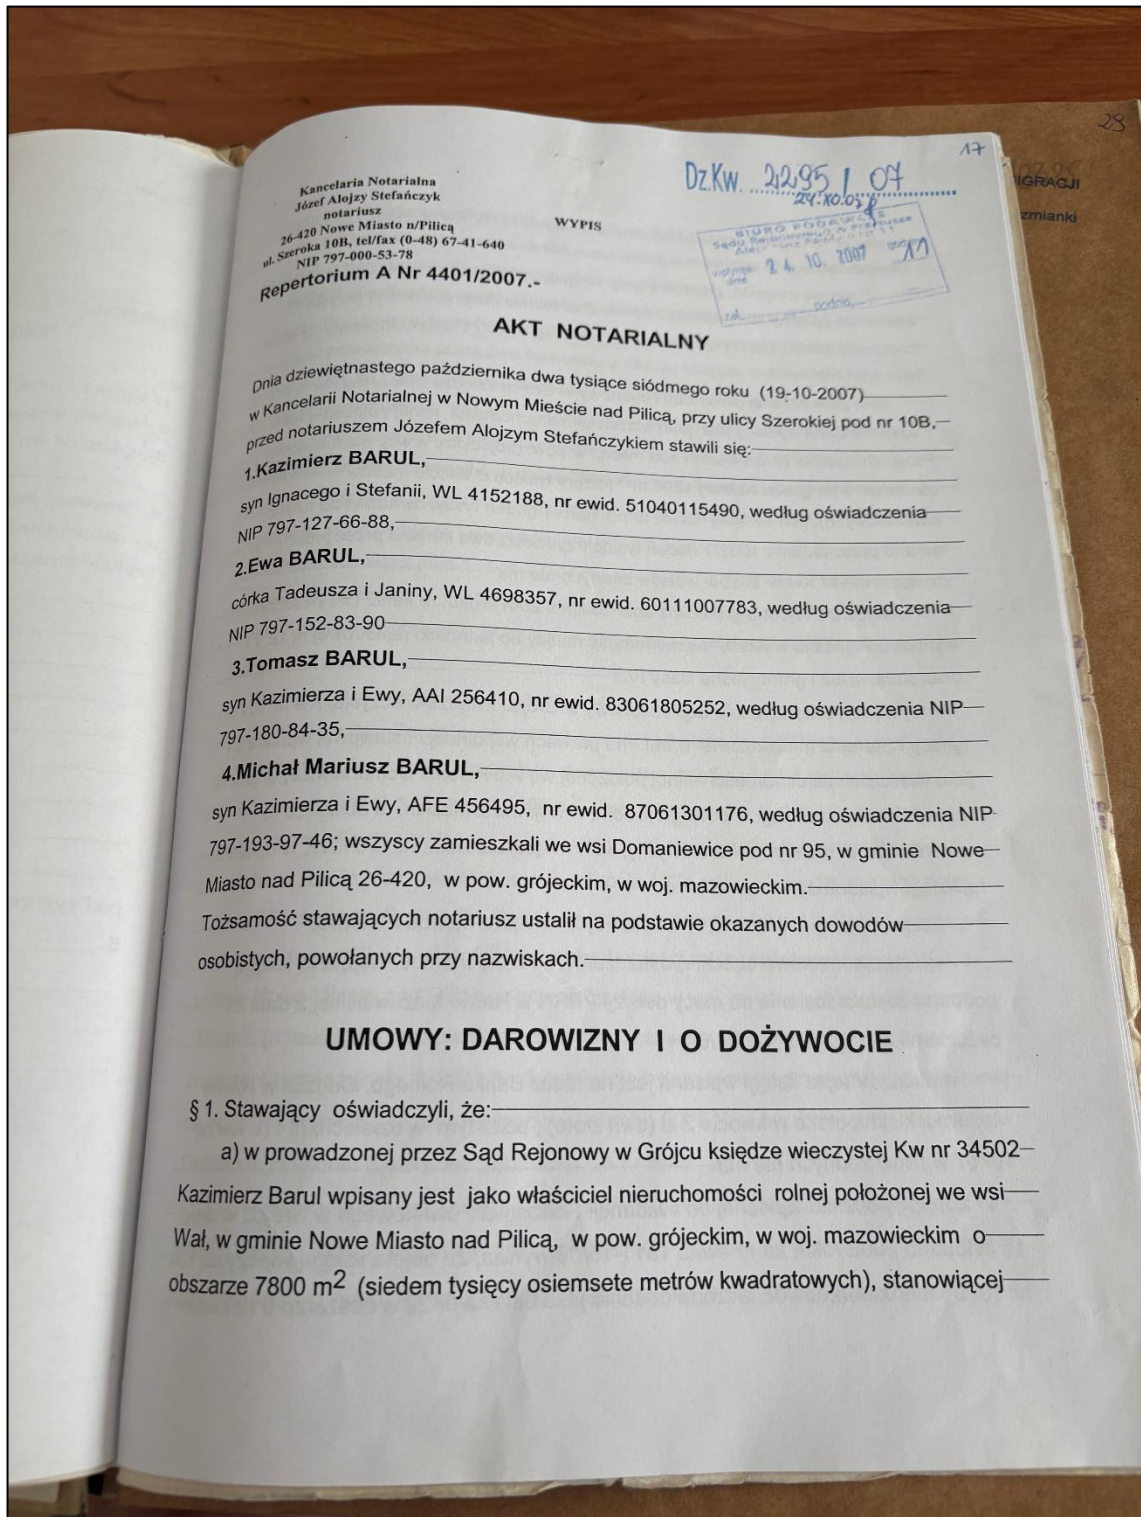 29
17
IGRACJI
zmianki
Dz.Kw. 2295 / 07
Kancelaria Notarialna
Józef Alojzy Stefańczyk
notariusz
26-420 Nowe Miasto n/Pilicą
ul. Szeroka 10B, tel/fax (0-48) 67-41-640
NIP 797-000-53-78
WYPIS
BIURO PODAWCZE
24. 10. 2007 11
Repertorium A Nr 4401/2007.-
AKT NOTARIALNY
Dnia dziewiętnastego października dwa tysiące siódmego roku (19-10-2007)
w Kancelarii Notarialnej w Nowym Mieście nad Pilicą, przy ulicy Szerokiej pod nr 10B,
przed notariuszem Józefem Alojzym Stefańczykiem stawili się:
1.Kazimierz BARUL,
syn Ignacego i Stefanii, WL 4152188, nr ewid. 51040115490, według oświadczenia
NIP 797-127-66-88,
2.Ewa BARUL,
córka Tadeusza i Janiny, WL 4698357, nr ewid. 60111007783, według oświadczenia
NIP 797-152-83-90
3.Tomasz BARUL,
syn Kazimierza i Ewy, AAI 256410, nr ewid. 83061805252, według oświadczenia NIP
797-180-84-35,
4.Michał Mariusz BARUL,
syn Kazimierza i Ewy, AFE 456495, nr ewid. 87061301176, według oświadczenia NIP
797-193-97-46; wszyscy zamieszkali we wsi Domaniewice pod nr 95, w gminie Nowe
Miasto nad Pilicą 26-420, w pow. grójeckim, w woj. mazowieckim.
Tożsamość stawających notariusz ustalił na podstawie okazanych dowodów
osobistych, powołanych przy nazwiskach.
UMOWY: DAROWIZNY I O DOŻYWOCIE
§ 1. Stawający oświadczyli, że:
a) w prowadzonej przez Sąd Rejonowy w Grójcu księdze wieczystej Kw nr 34502
Kazimierz Barul wpisany jest jako właściciel nieruchomości rolnej położonej we wsi
Wał, w gminie Nowe Miasto nad Pilicą, w pow. grójeckim, w woj. mazowieckim o
obszarze 7800 m² (siedem tysięcy osiemsete metrów kwadratowych), stanowiącej